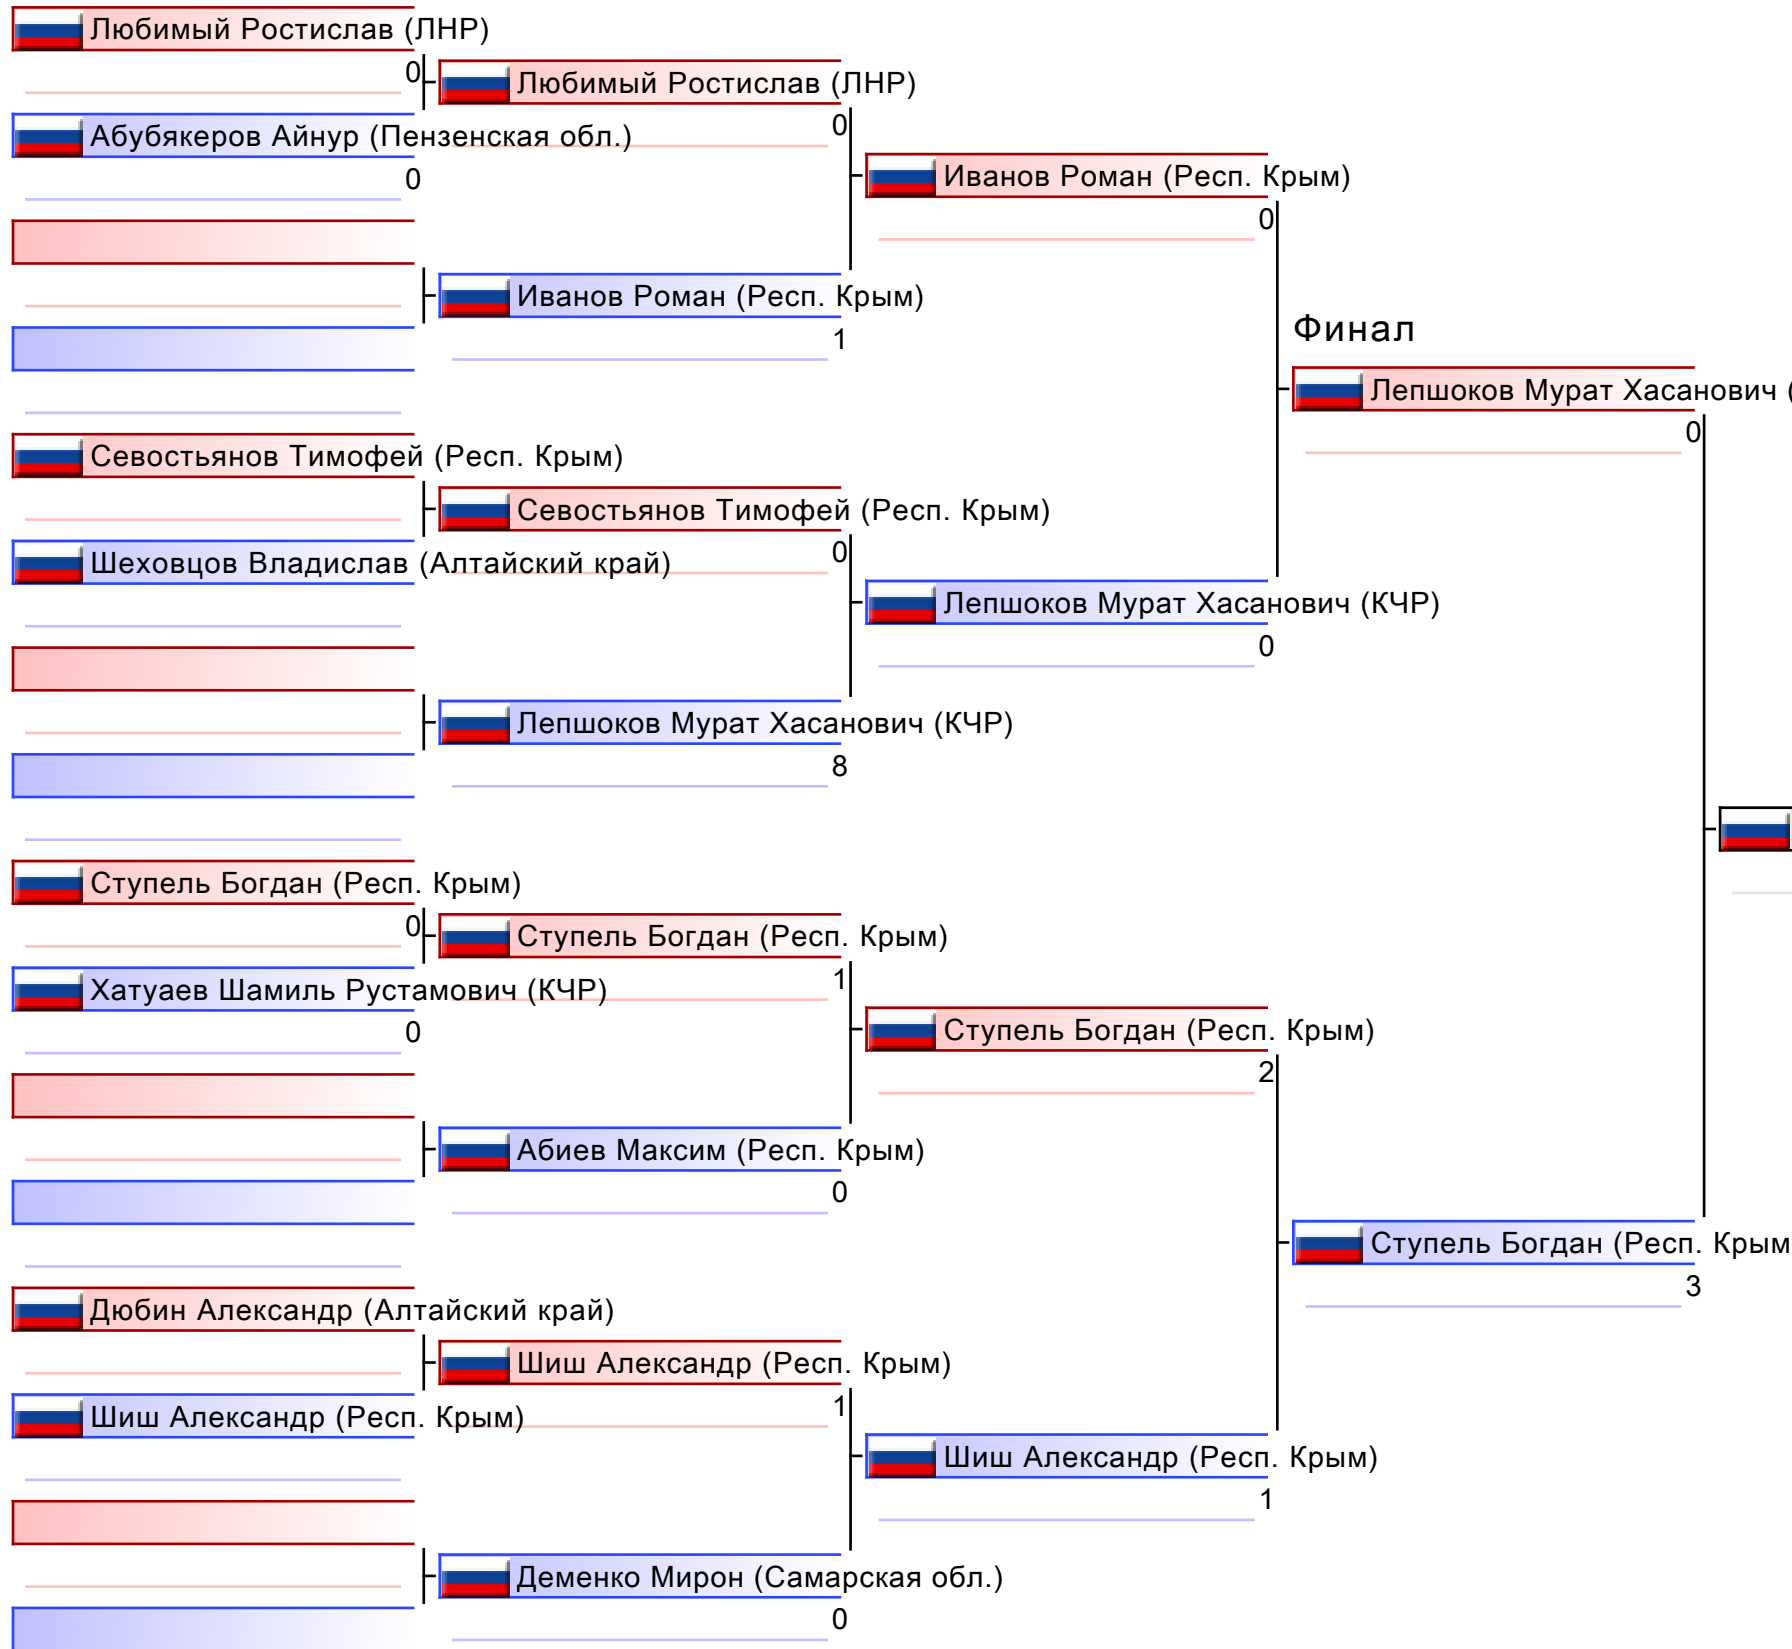 Любимый Ростислав (ЛНР)
0
Абубякеров Айнур (Пензенская обл.)
0
Севостьянов Тимофей (Респ. Крым)
Шеховцов Владислав (Алтайский край)
Ступель Богдан (Респ. Крым)
0
Хатуаев Шамиль Рустамович (КЧР)
0
Дюбин Александр (Алтайский край)
Шиш Александр (Респ. Крым)
Любимый Ростислав (ЛНР)
0
Иванов Роман (Респ. Крым)
1
Севостьянов Тимофей (Респ. Крым)
0
Лепшоков Мурат Хасанович (КЧР)
8
Ступель Богдан (Респ. Крым)
1
Абиев Максим (Респ. Крым)
0
Шиш Александр (Респ. Крым)
1
Деменко Мирон (Самарская обл.)
0
Иванов Роман (Респ. Крым)
0
Лепшоков Мурат Хасанович (КЧР)
0
Ступель Богдан (Респ. Крым)
2
Шиш Александр (Респ. Крым)
1
Финал
Лепшоков Мурат Хасанович (
0
Ступель Богдан (Респ. Крым
3